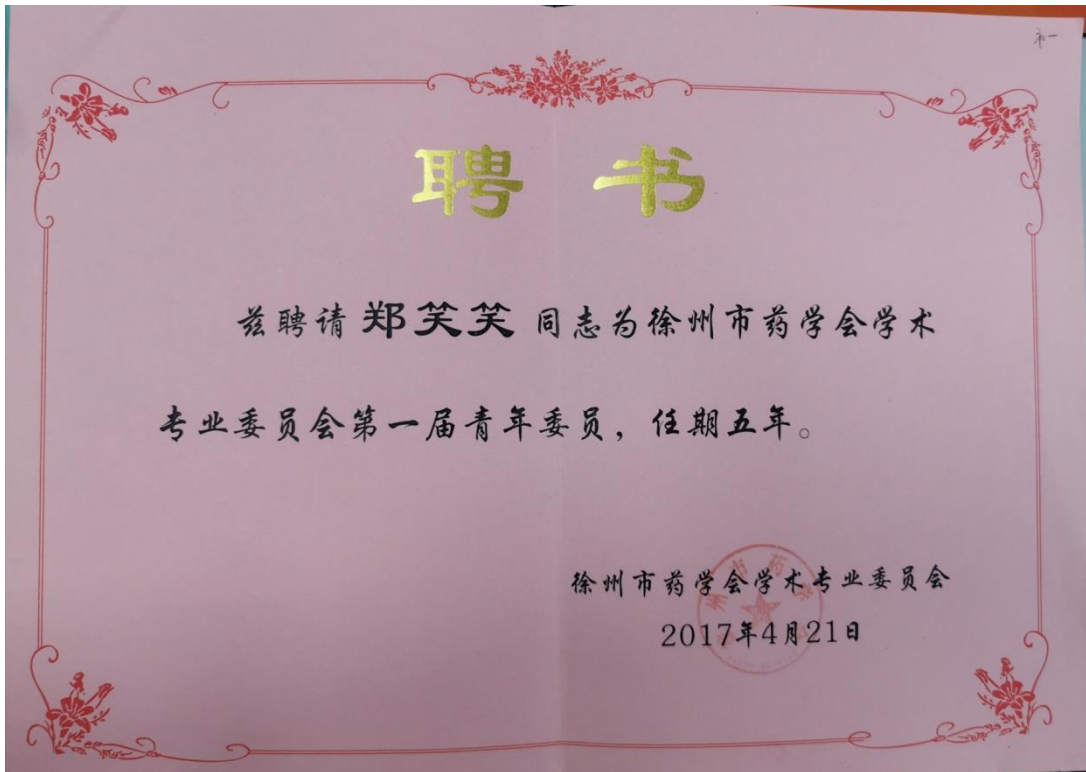 聘书
兹聘请 郑笑笑 同志为徐州市药学会学术
专业委员会第一届青年委员，任期五年。
徐州市药学会学术专业委员会
2017年4月21日